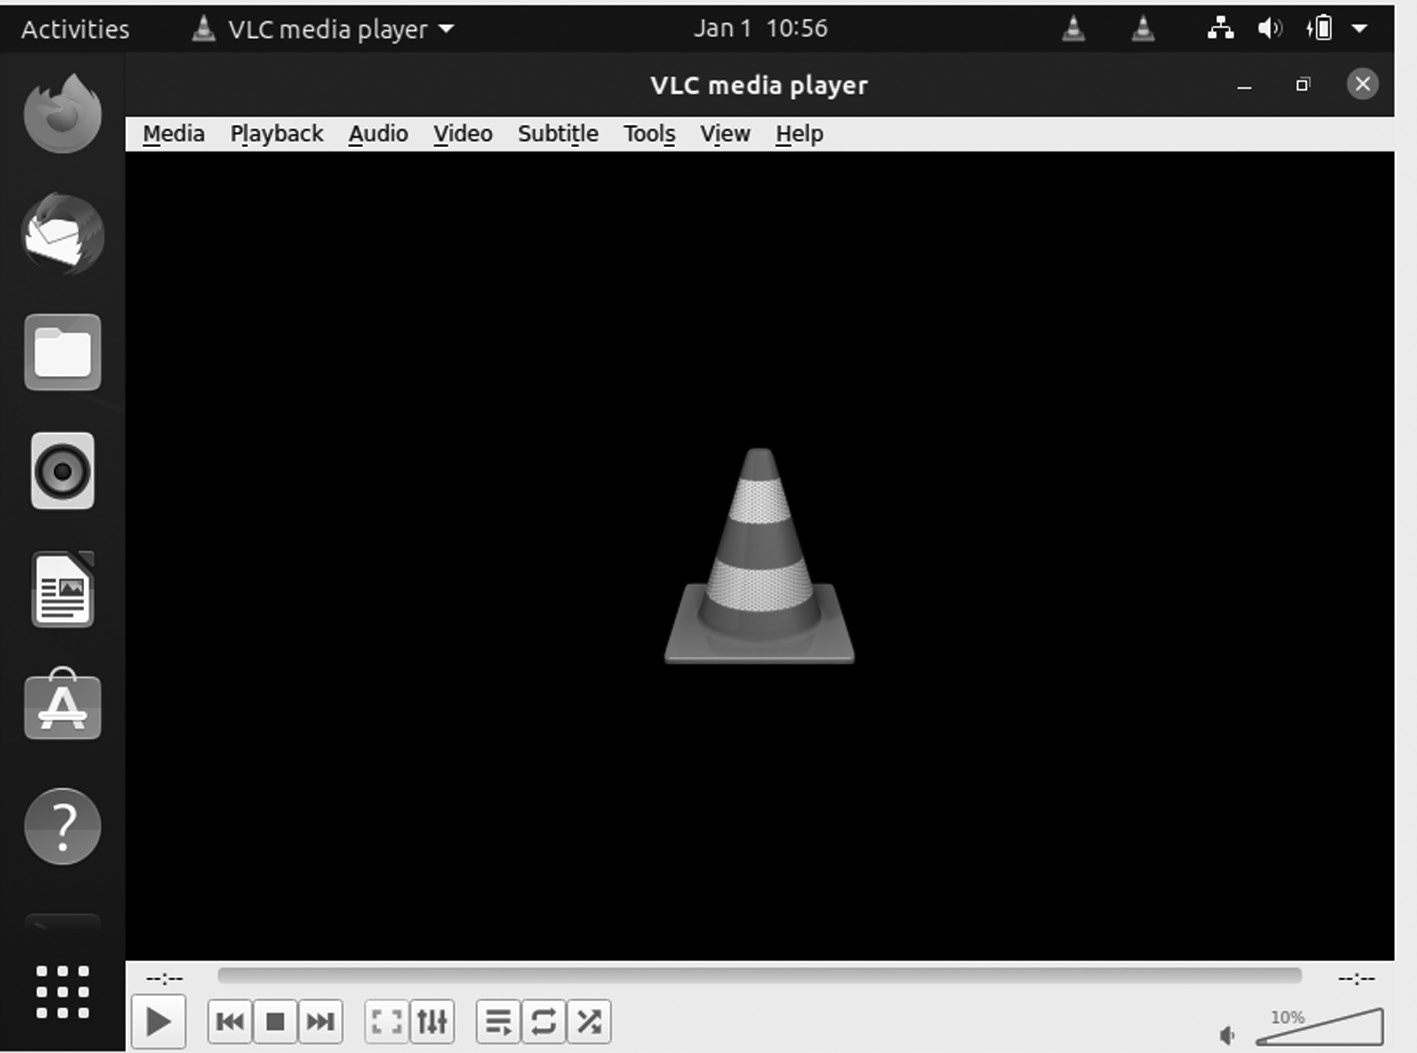 Activities VLC media player Jan 1 10:56
VLC media player
Media Playback Audio Video Subtitle Tools View Help
--:-- --:--
10%